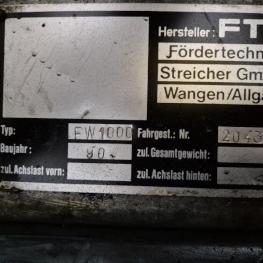 Hersteller: FT
Fördertechn
Streicher Gm
Wangen/Allgä
Typ: FW1000 Fahrgest. Nr. 2043
Baujahr: 90. zul. Gesamtgewicht:
zul. Achslast vorn: zul. Achslast hinten: